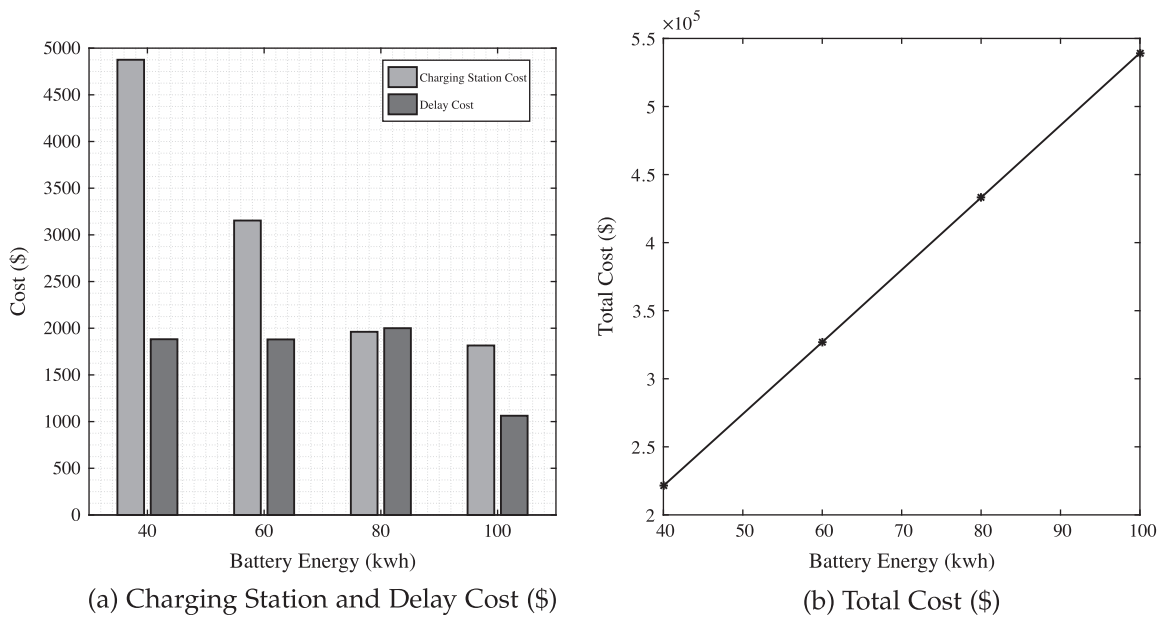 5000
4500
4000
3500
3000
2500
2000
1500
1000
500
0
Cost ($)
Charging Station Cost
Delay Cost
40 60 80 100
Battery Energy (kwh)
(a) Charging Station and Delay Cost ($)
×10⁵
5.5
5
4.5
4
3.5
3
2.5
2
Total Cost ($)
40 50 60 70 80 90 100
Battery Energy (kwh)
(b) Total Cost ($)